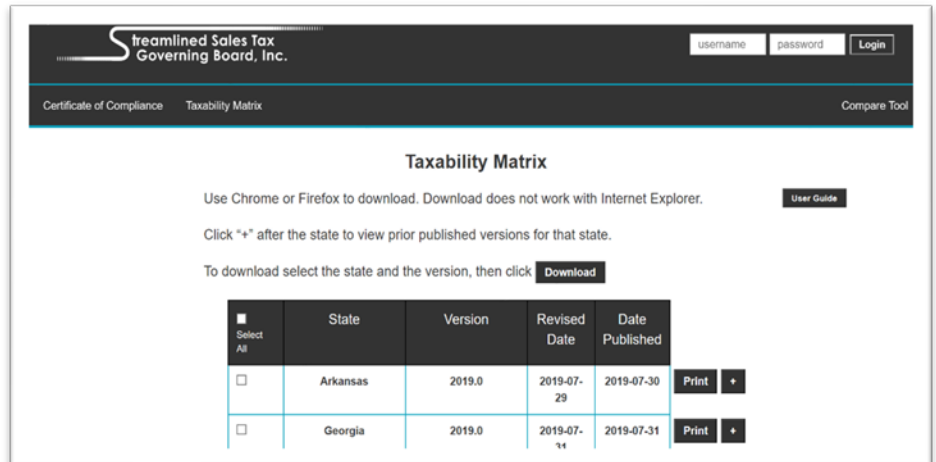 Streamlined Sales Tax
Governing Board, Inc.
username password Login
Certificate of Compliance Taxability Matrix Compare Tool
Taxability Matrix
Use Chrome or Firefox to download. Download does not work with Internet Explorer. User Guide
Click "+" after the state to view prior published versions for that state.
To download select the state and the version, then click Download
Select All State Version Revised Date Date Published
Arkansas 2019.0 2019-07-29 2019-07-30 Print +
Georgia 2019.0 2019-07-31 2019-07-31 Print +